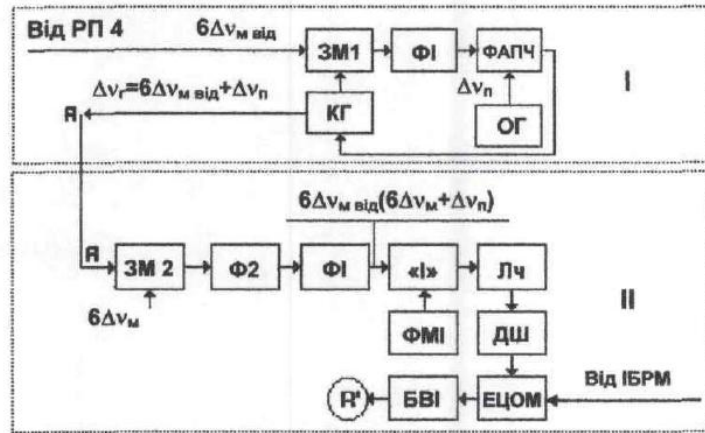 Від РП 4
6Δνм від
ЗМ1
ФІ
ФАПЧ
Δνг=6Δνм від+Δνп
Δνп
І
Я
КГ
ОГ
6Δνм від(6Δνм+Δνп)
Я
ЗМ 2
Ф2
ФІ
«І»
Лч
6Δνм
ФМІ
ДШ
ІІ
Від ІБРМ
R'
БВІ
ЕЦОМ